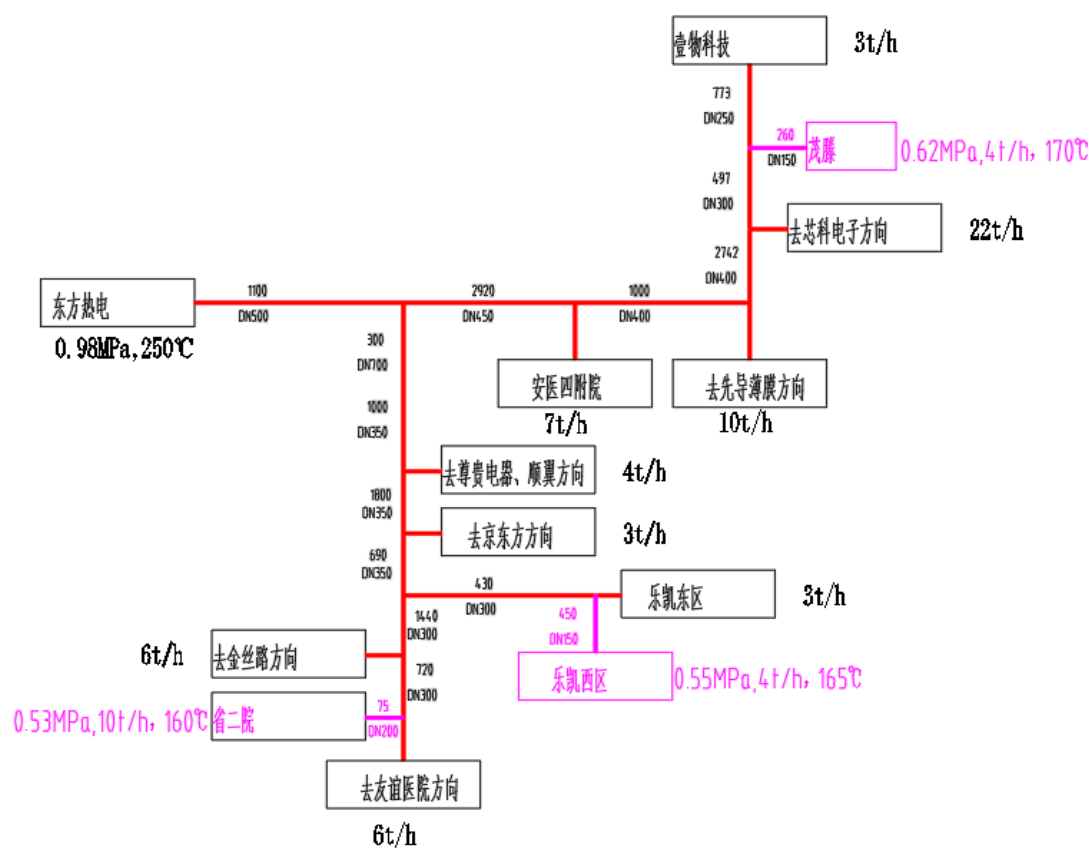 壹物科技
3t/h
773
DN250
260
DN150
茂滕
0.62MPa,4t/h，170℃
497
DN300
去芯科电子方向
22t/h
2742
DN400
东方热电
0.98MPa,250℃
1100
DN500
2920
DN450
1000
DN400
300
DN700
安医四附院
7t/h
去先导薄膜方向
10t/h
1000
DN350
去尊贵电器、顺翼方向
4t/h
1800
DN350
去京东方方向
3t/h
690
DN350
430
DN300
乐凯东区
3t/h
450
DN150
乐凯西区
0.55MPa,4t/h，165℃
1440
DN300
6t/h
去金丝路方向
720
DN300
0.53MPa,10t/h，160℃
省二院
75
DN200
去友谊医院方向
6t/h